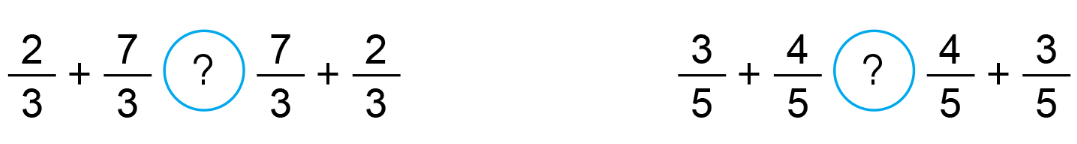 2/3 + 7/3 ? 7/3 + 2/3
3/5 + 4/5 ? 4/5 + 3/5